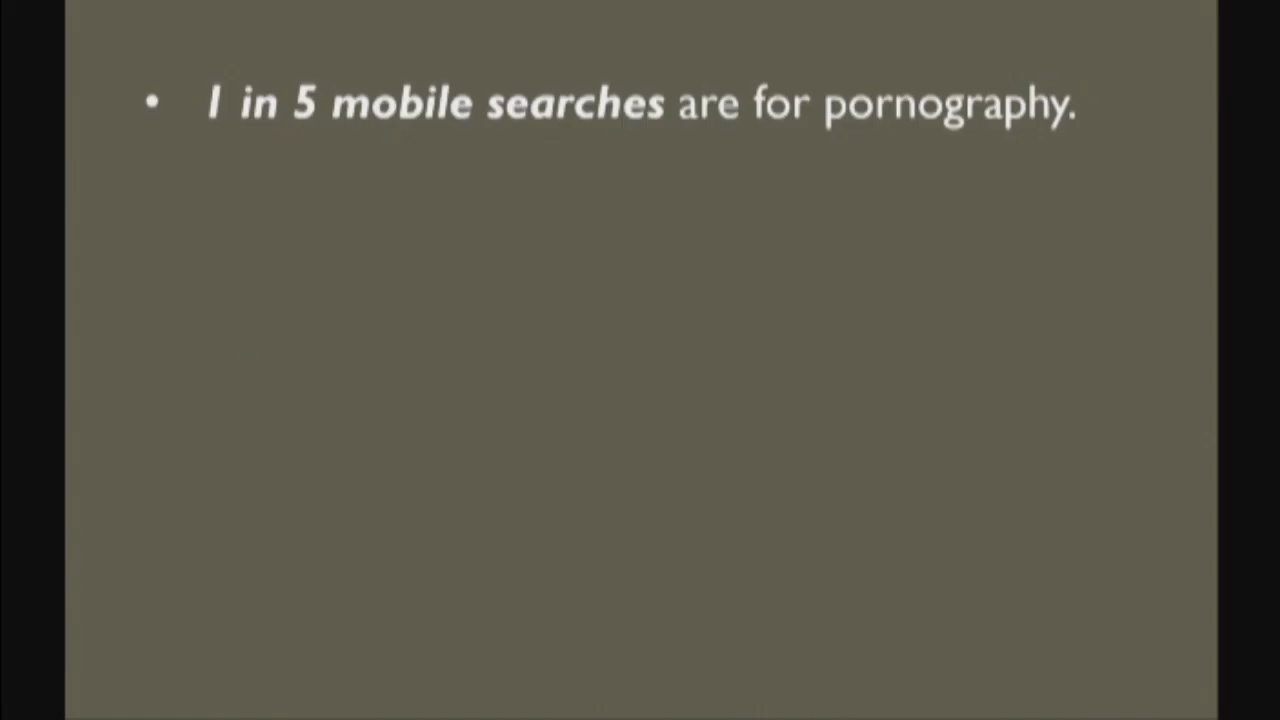 • 1 in 5 mobile searches are for pornography.